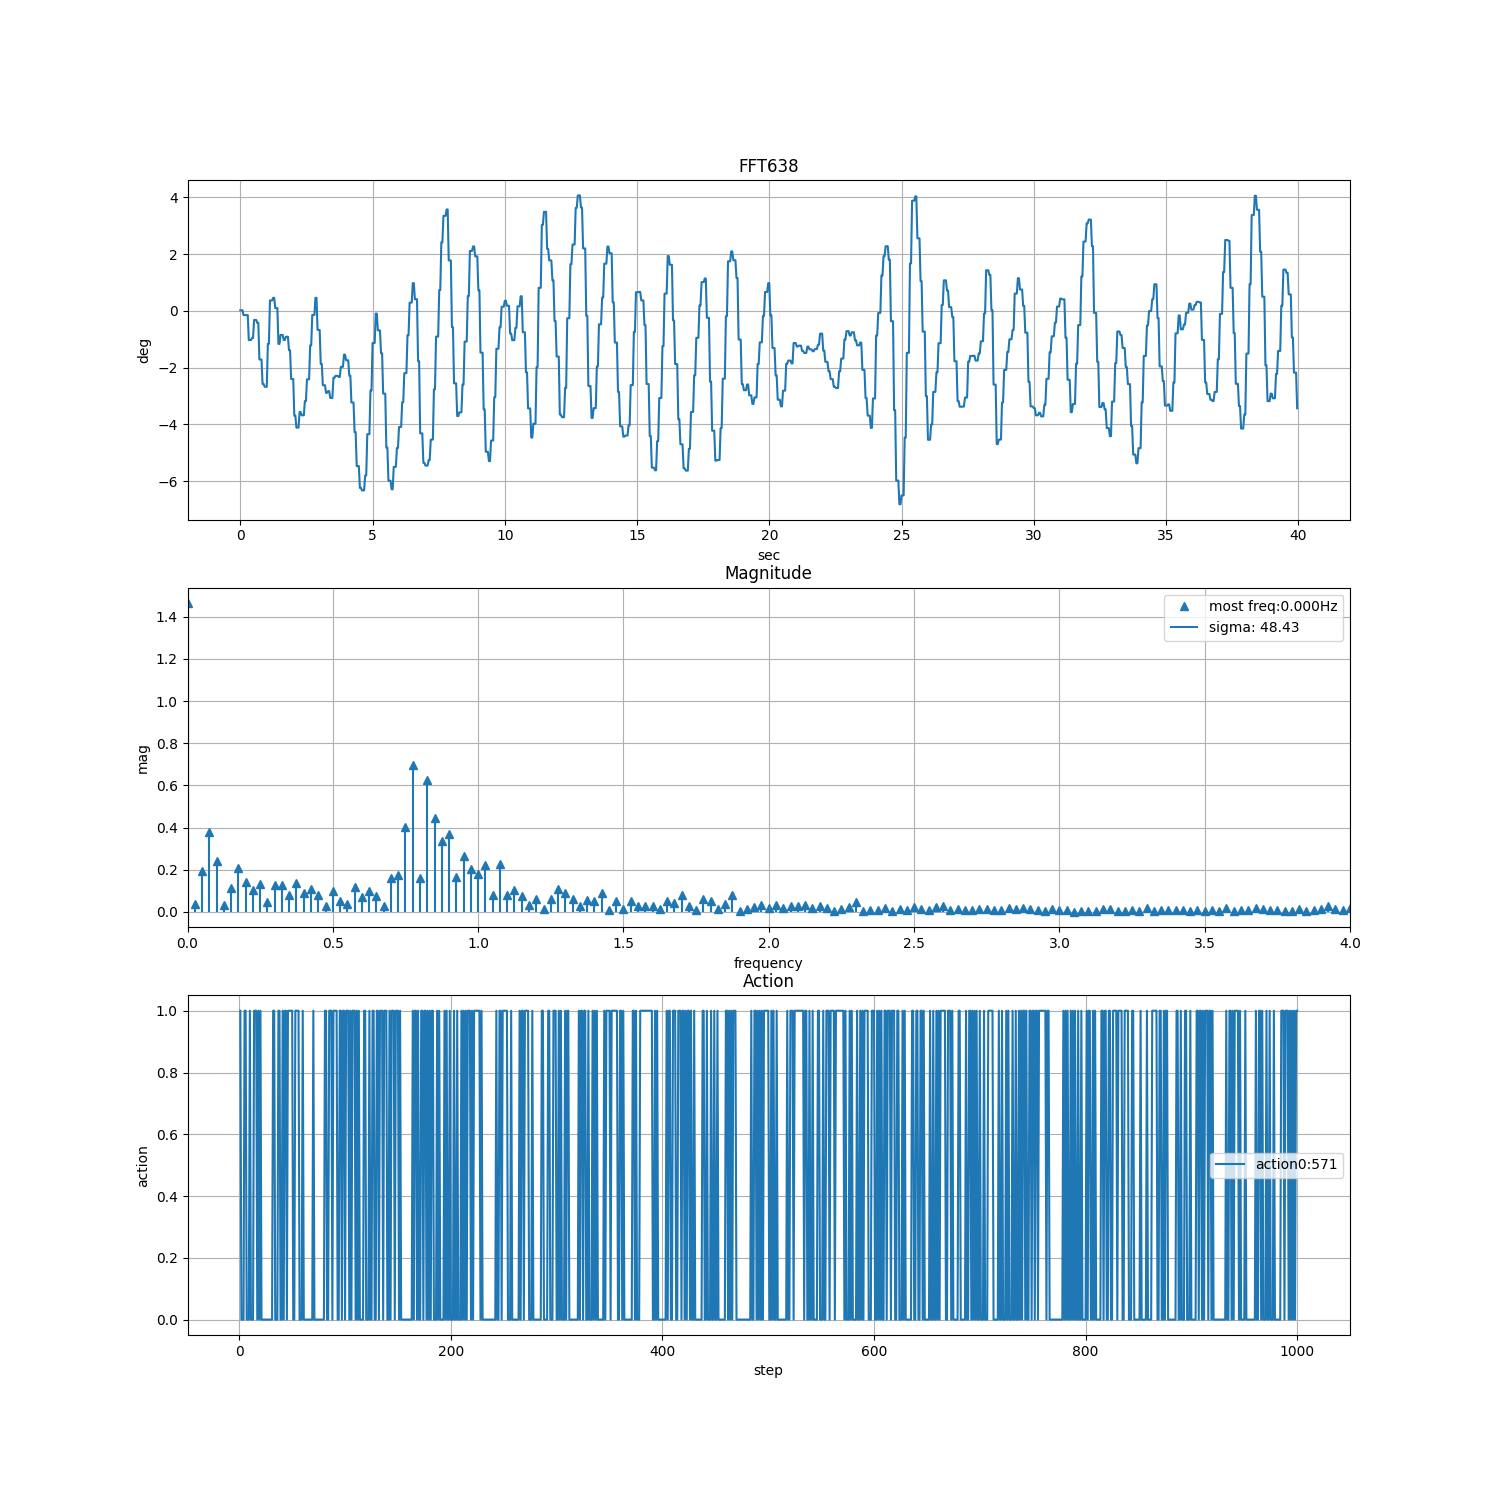 FFT638
4
2
0
−2
−4
−6
deg
0 5 10 15 20 25 30 35 40
sec
Magnitude
1.4
1.2
1.0
0.8
0.6
0.4
0.2
0.0
mag
most freq:0.000Hz
sigma: 48.43
0.0 0.5 1.0 1.5 2.0 2.5 3.0 3.5 4.0
frequency
Action
1.0
0.8
0.6
0.4
0.2
0.0
action
action0:571
0 200 400 600 800 1000
step